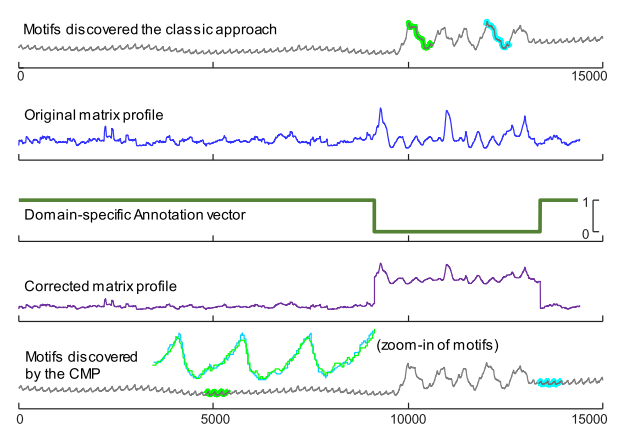 Motifs discovered the classic approach
0
15000
Original matrix profile
Domain-specific Annotation vector
1
0
Corrected matrix profile
(zoom-in of motifs)
Motifs discovered
by the CMP
0
5000
10000
15000